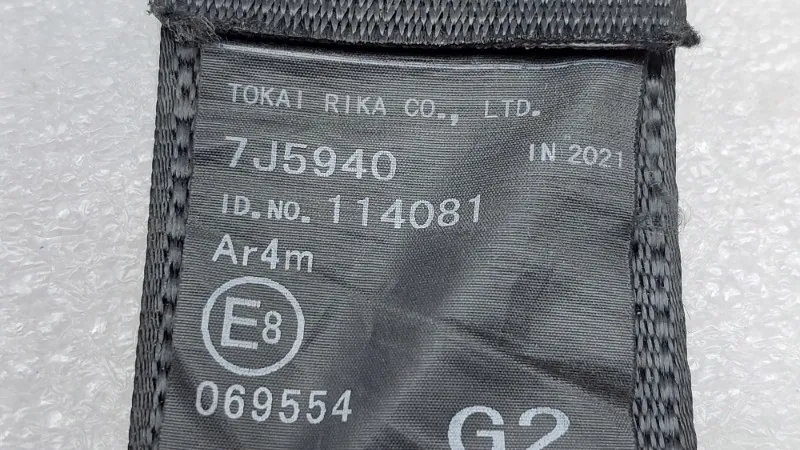 TOKAI RIKA CO., LTD.
7J5940 IN 2021
ID.NO. 114081
Ar4m
E8
069554
G2